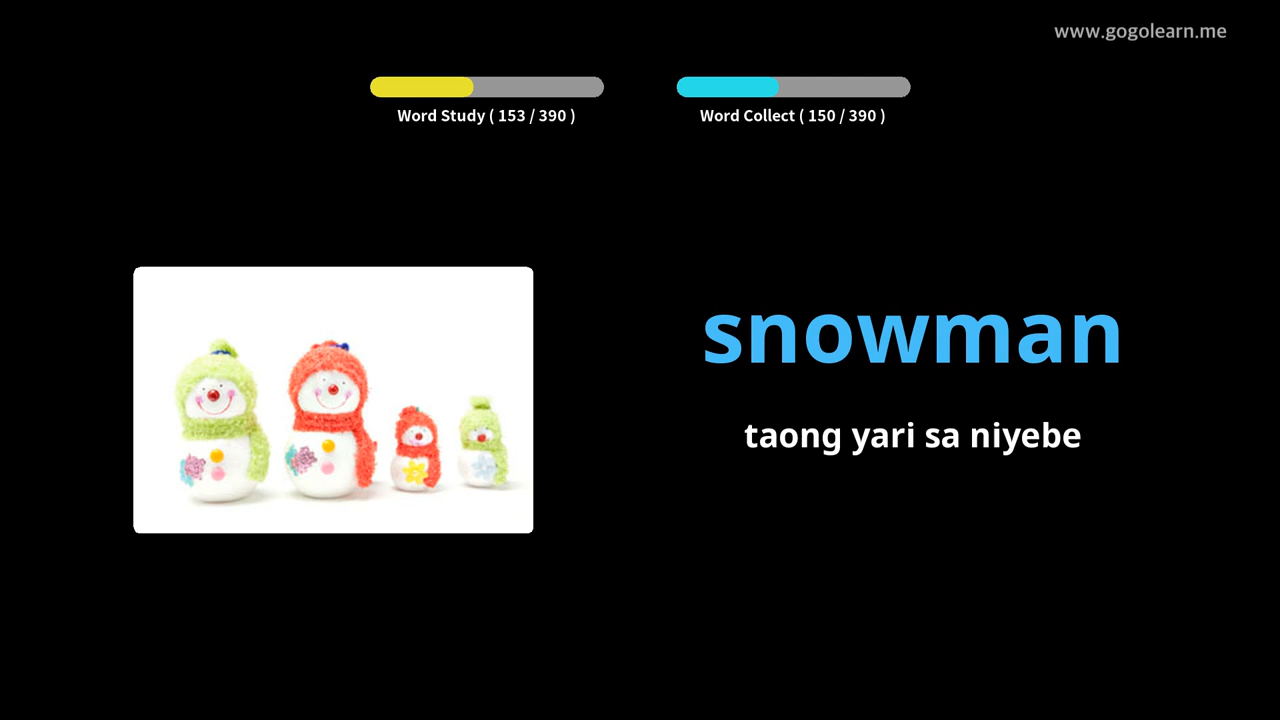 www.gogolearn.me
Word Study ( 153 / 390 )
Word Collect ( 150 / 390 )
snowman
taong yari sa niyebe